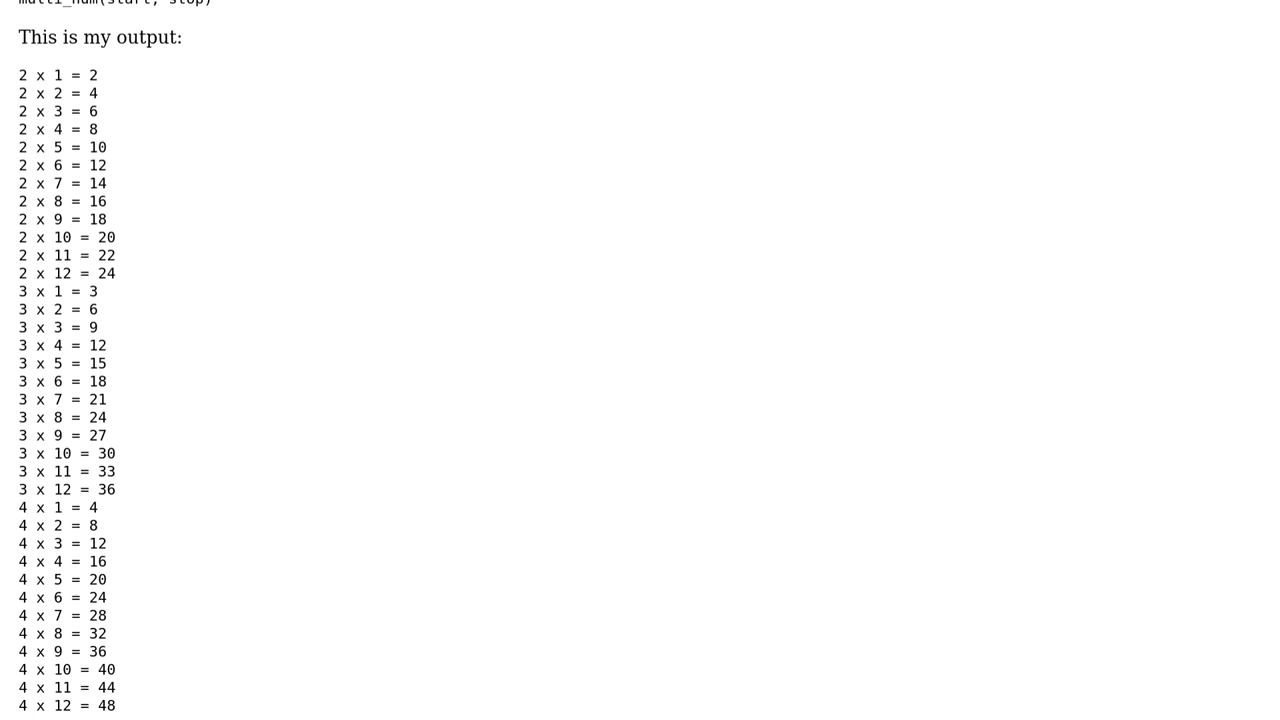 multi_num(start, stop)
This is my output:
2 x 1 = 2
2 x 2 = 4
2 x 3 = 6
2 x 4 = 8
2 x 5 = 10
2 x 6 = 12
2 x 7 = 14
2 x 8 = 16
2 x 9 = 18
2 x 10 = 20
2 x 11 = 22
2 x 12 = 24
3 x 1 = 3
3 x 2 = 6
3 x 3 = 9
3 x 4 = 12
3 x 5 = 15
3 x 6 = 18
3 x 7 = 21
3 x 8 = 24
3 x 9 = 27
3 x 10 = 30
3 x 11 = 33
3 x 12 = 36
4 x 1 = 4
4 x 2 = 8
4 x 3 = 12
4 x 4 = 16
4 x 5 = 20
4 x 6 = 24
4 x 7 = 28
4 x 8 = 32
4 x 9 = 36
4 x 10 = 40
4 x 11 = 44
4 x 12 = 48